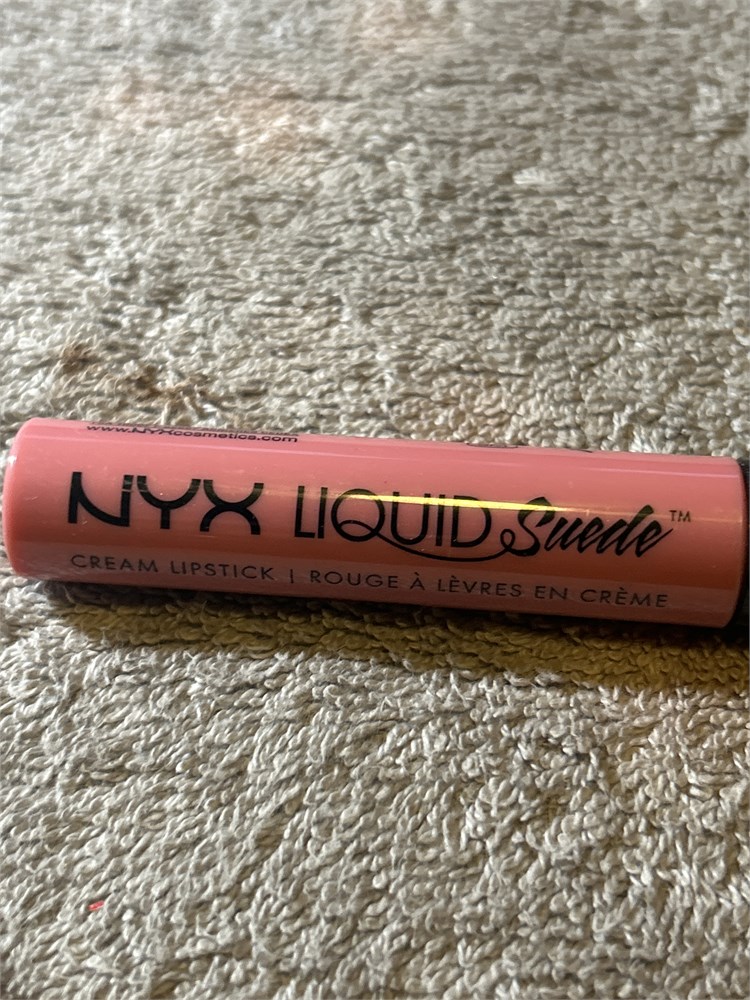 www.NYXcosmetics.com
NYX LIQUID Suede™
CREAM LIPSTICK | ROUGE À LÈVRES EN CRÈME